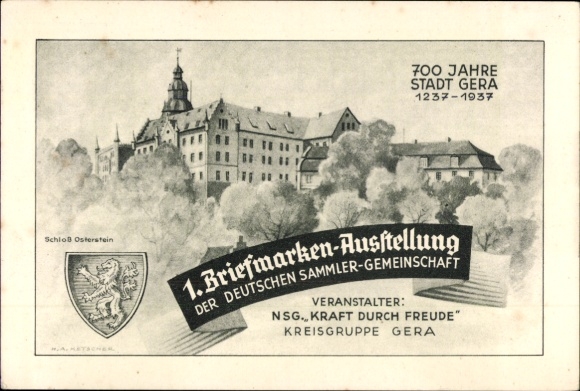 700 JAHRE
STADT GERA
1237-1937
Schloß Osterstein
1. Briefmarken-Ausstellung
DER DEUTSCHEN SAMMLER-GEMEINSCHAFT
VERANSTALTER:
NSG. „KRAFT DURCH FREUDE"
KREISGRUPPE GERA